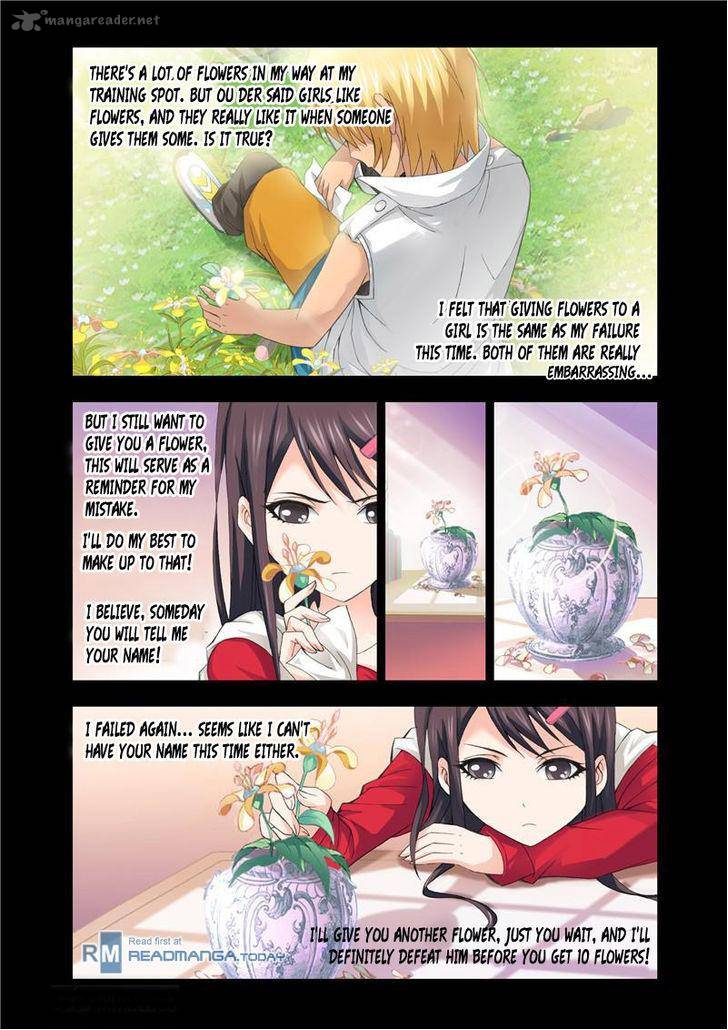 mangareader.net
THERE'S A LOT OF FLOWERS IN MY WAY AT MY
TRAINING SPOT. BUT OU DER SAID GIRLS LIKE
FLOWERS, AND THEY REALLY LIKE IT WHEN SOMEONE
GIVES THEM SOME. IS IT TRUE?
I FELT THAT GIVING FLOWERS TO A
GIRL IS THE SAME AS MY FAILURE
THIS TIME. BOTH OF THEM ARE REALLY
EMBARRASSING...
BUT I STILL WANT TO
GIVE YOU A FLOWER,
THIS WILL SERVE AS A
REMINDER FOR MY
MISTAKE.
I'LL DO MY BEST TO
MAKE UP TO THAT!
I BELIEVE, SOMEDAY
YOU WILL TELL ME
YOUR NAME!
I FAILED AGAIN... SEEMS LIKE I CAN'T
HAVE YOUR NAME THIS TIME EITHER.
I'LL GIVE YOU ANOTHER FLOWER, JUST YOU WAIT, AND I'LL
DEFINITELY DEFEAT HIM BEFORE YOU GET 10 FLOWERS!
RM
Read first at
READMANGA.TODAY